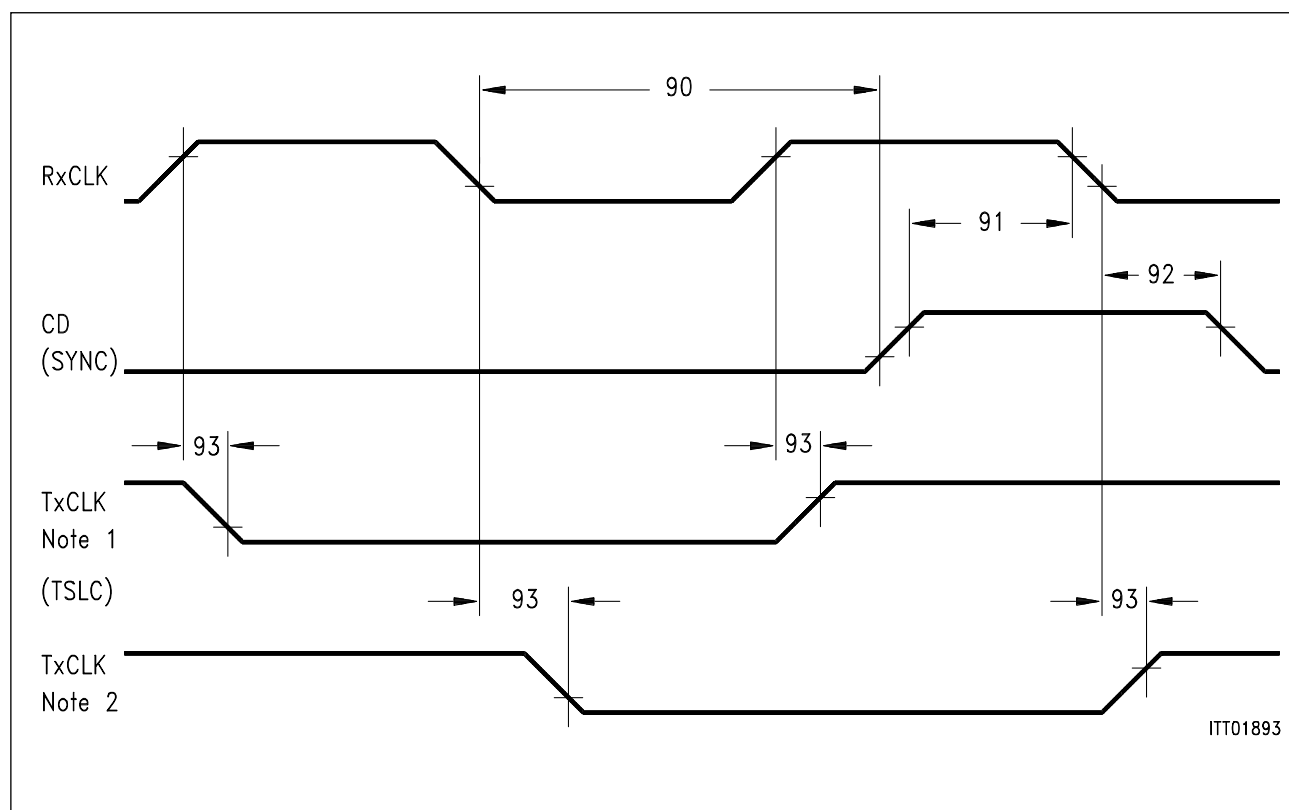 90
RxCLK
91
92
CD
(SYNC)
93
93
TxCLK
Note 1
(TSLC)
93
93
TxCLK
Note 2
ITT01893